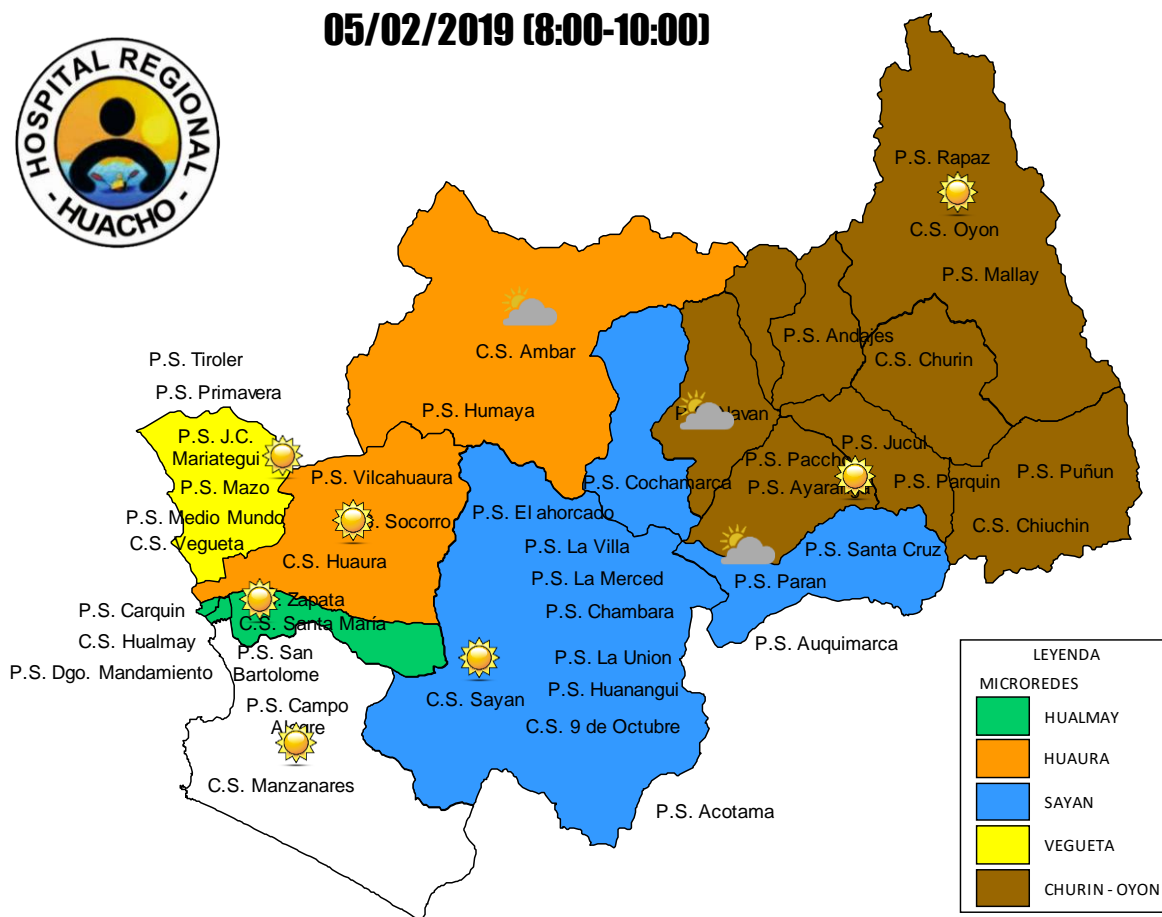 05/02/2019 (8:00-10:00)
HOSPITAL REGIONAL
- HUACHO -
P.S. Rapaz
C.S. Oyon
P.S. Mallay
P.S. Andajes
C.S. Churin
C.S. Ambar
P.S. Tiroler
P.S. Primavera
P.S. Humaya
P.S. J.C.
Mariategui
P.S. Jucul
P.S. Vilcahuaura
P.S. Puñun
P.S. Cochamarca
P.S. Parquin
P.S. Mazo
P.S. El ahorcado
Socorro
P.S. Medio Mundo
C.S. Chiuchin
C.S. Vegueta
P.S. La Villa
P.S. Santa Cruz
C.S. Huaura
P.S. La Merced
P.S. Paran
Zapata
P.S. Carquin
P.S. Chambara
C.S. Santa María
C.S. Hualmay
P.S. Auquimarca
P.S. San
Bartolome
P.S. La Union
P.S. Dgo. Mandamiento
P.S. Huanangui
C.S. Sayan
P.S. Campo
Alegre
C.S. 9 de Octubre
C.S. Manzanares
P.S. Acotama
LEYENDA
MICROREDES
HUALMAY
HUAURA
SAYAN
VEGUETA
CHURIN - OYON